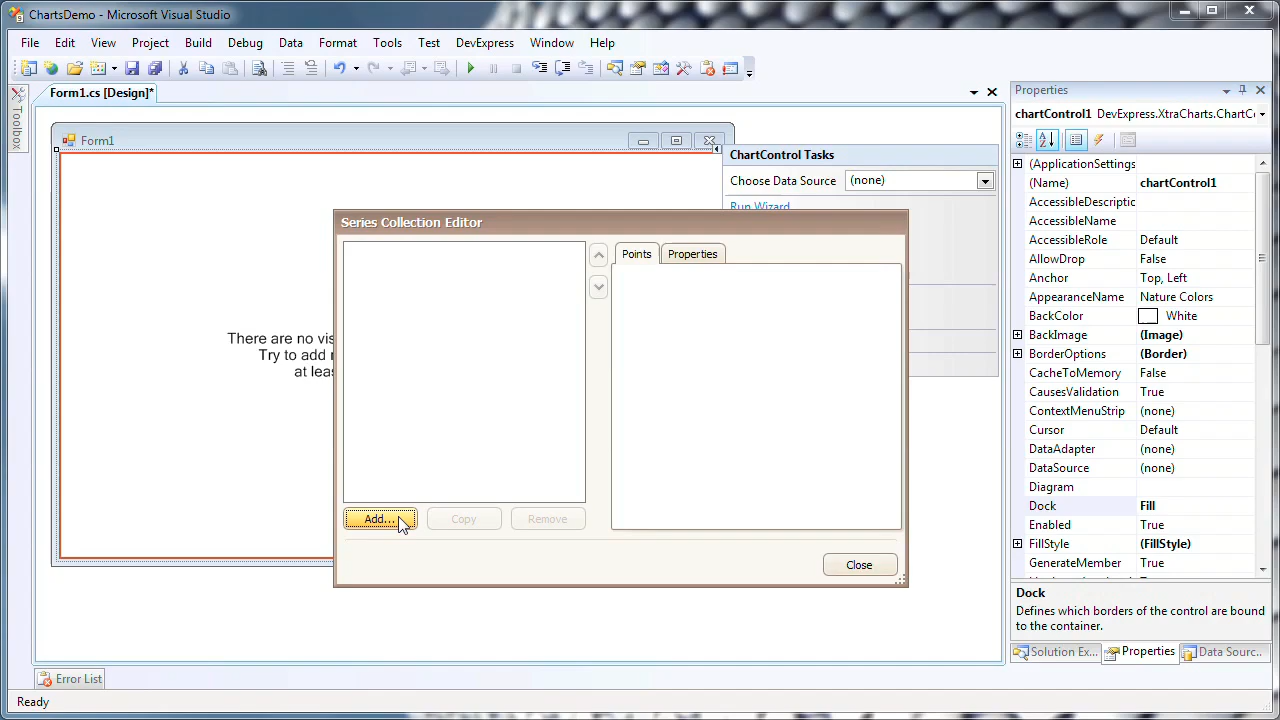 ChartsDemo - Microsoft Visual Studio
File Edit View Project Build Debug Data Format Tools Test DevExpress Window Help
Form1.cs [Design]*
Toolbox
Form1
There are no vis
Try to add
at leas
ChartControl Tasks
Choose Data Source (none)
Run Wizard
Series Collection Editor
Points Properties
Add... Copy Remove
Close
Properties
chartControl1 DevExpress.XtraCharts.ChartC
(ApplicationSettings
(Name) chartControl1
AccessibleDescriptic
AccessibleName
AccessibleRole Default
AllowDrop False
Anchor Top, Left
AppearanceName Nature Colors
BackColor White
BackImage (Image)
BorderOptions (Border)
CacheToMemory False
CausesValidation True
ContextMenuStrip (none)
Cursor Default
DataAdapter (none)
DataSource (none)
Diagram
Dock Fill
Enabled True
FillStyle (FillStyle)
GenerateMember True
Dock
Defines which borders of the control are bound
to the container.
Solution Ex... Properties Data Sourc...
Error List
Ready